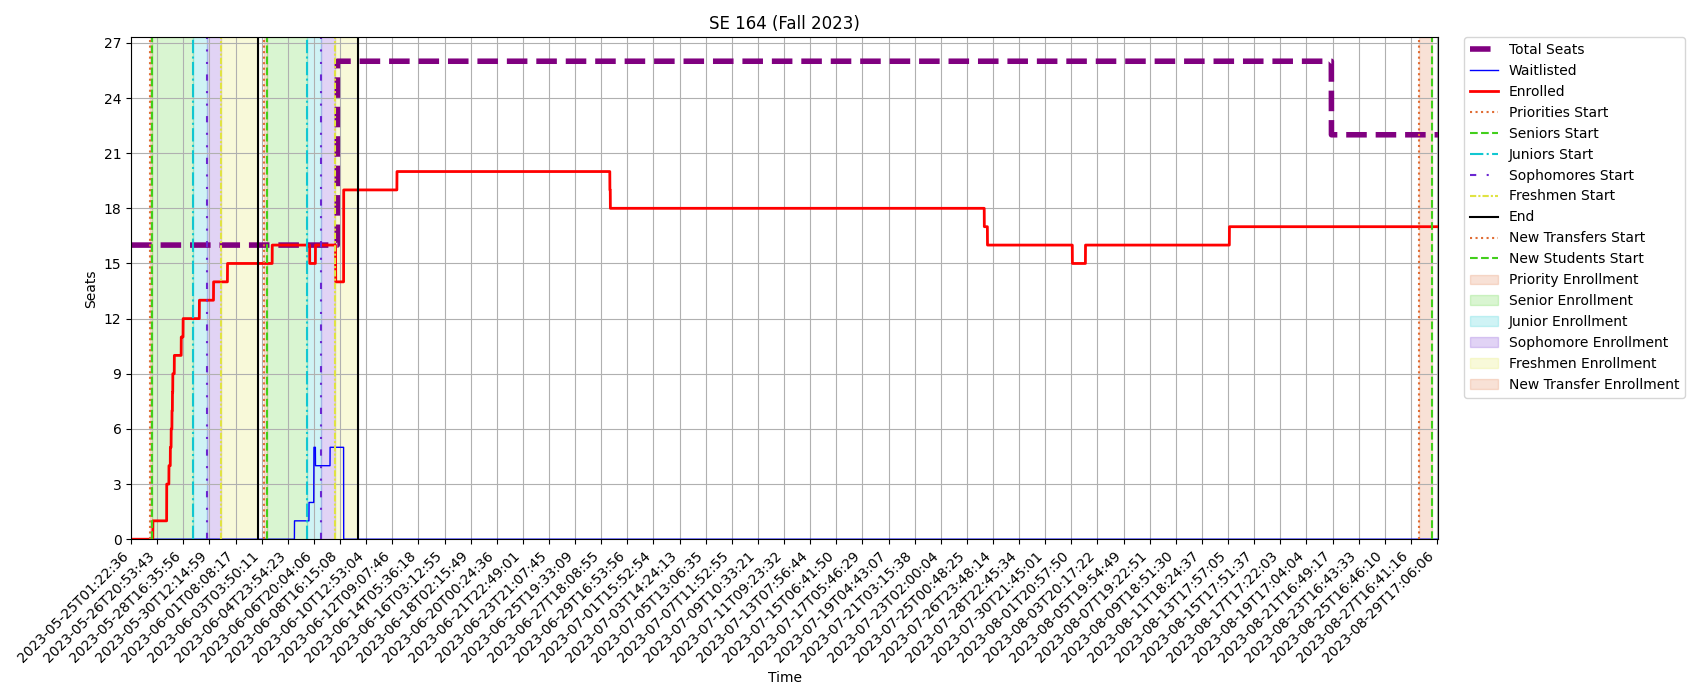 SE 164 (Fall 2023)
27
24
21
18
15
12
9
6
3
0
Seats
2023-05-25T01:22:36
2023-05-26T20:53:43
2023-05-28T16:35:56
2023-05-30T12:14:59
2023-06-01T08:08:17
2023-06-03T03:50:11
2023-06-04T23:54:23
2023-06-06T20:04:06
2023-06-08T16:15:08
2023-06-10T12:53:04
2023-06-12T09:07:46
2023-06-14T05:36:18
2023-06-16T03:12:55
2023-06-18T02:15:49
2023-06-20T00:24:36
2023-06-21T22:49:01
2023-06-23T21:07:45
2023-06-25T19:33:09
2023-06-27T18:08:55
2023-06-29T16:53:56
2023-07-01T15:52:54
2023-07-03T14:24:13
2023-07-05T13:06:35
2023-07-07T11:52:55
2023-07-09T10:33:21
2023-07-11T09:23:32
2023-07-13T07:56:44
2023-07-15T06:41:50
2023-07-17T05:46:29
2023-07-19T04:43:07
2023-07-21T03:15:38
2023-07-23T02:00:04
2023-07-25T00:48:25
2023-07-26T23:48:14
2023-07-28T22:45:34
2023-07-30T21:45:01
2023-08-01T20:57:50
2023-08-03T20:17:22
2023-08-05T19:54:49
2023-08-07T19:22:51
2023-08-09T18:51:30
2023-08-11T18:24:37
2023-08-13T17:57:05
2023-08-15T17:51:37
2023-08-17T17:22:03
2023-08-19T17:04:04
2023-08-21T16:49:17
2023-08-23T16:43:33
2023-08-25T16:46:10
2023-08-27T16:41:16
2023-08-29T17:06:06
Time
Total Seats
Waitlisted
Enrolled
Priorities Start
Seniors Start
Juniors Start
Sophomores Start
Freshmen Start
End
New Transfers Start
New Students Start
Priority Enrollment
Senior Enrollment
Junior Enrollment
Sophomore Enrollment
Freshmen Enrollment
New Transfer Enrollment